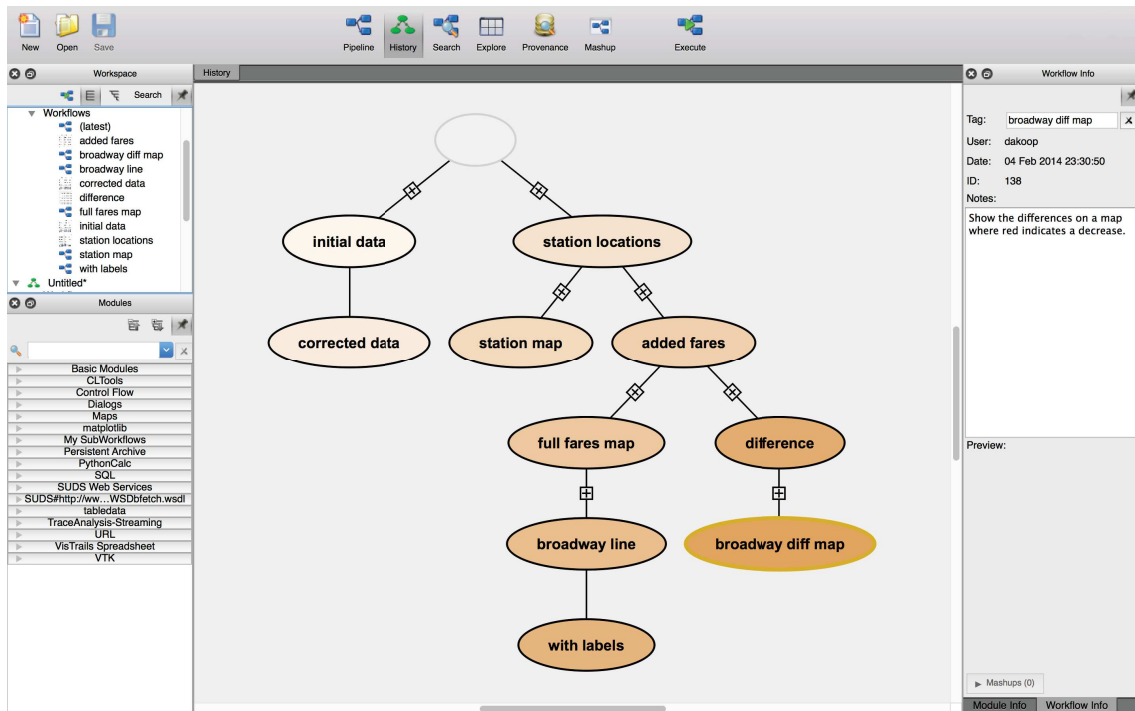 New
Open
Save
Pipeline
History
Search
Explore
Provenance
Mashup
Execute
Workspace
Search
Workflows
(latest)
added fares
broadway diff map
broadway line
corrected data
difference
full fares map
initial data
station locations
station map
with labels
Untitled*
Modules
Basic Modules
CLTools
Control Flow
Dialogs
Maps
matplotlib
My SubWorkflows
Persistent Archive
PythonCalc
SQL
SUDS Web Services
SUDS#http://ww...WSDbfetch.wsdl
tabledata
TraceAnalysis-Streaming
URL
VisTrails Spreadsheet
VTK
History
initial data
station locations
corrected data
station map
added fares
full fares map
difference
broadway line
broadway diff map
with labels
Workflow Info
Tag: broadway diff map
User: dakoop
Date: 04 Feb 2014 23:30:50
ID: 138
Notes:
Show the differences on a map
where red indicates a decrease.
Preview:
Mashups (0)
Module Info
Workflow Info